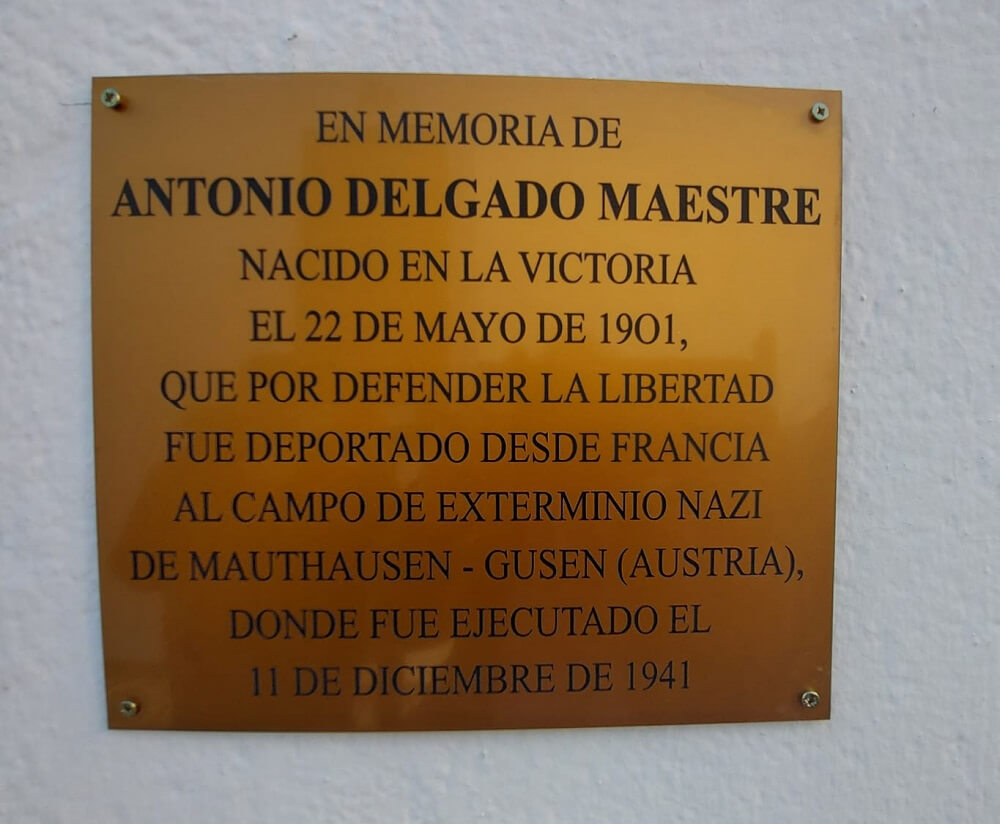 EN MEMORIA DE
ANTONIO DELGADO MAESTRE
NACIDO EN LA VICTORIA
EL 22 DE MAYO DE 19O1,
QUE POR DEFENDER LA LIBERTAD
FUE DEPORTADO DESDE FRANCIA
AL CAMPO DE EXTERMINIO NAZI
DE MAUTHAUSEN - GUSEN (AUSTRIA),
DONDE FUE EJECUTADO EL
11 DE DICIEMBRE DE 1941